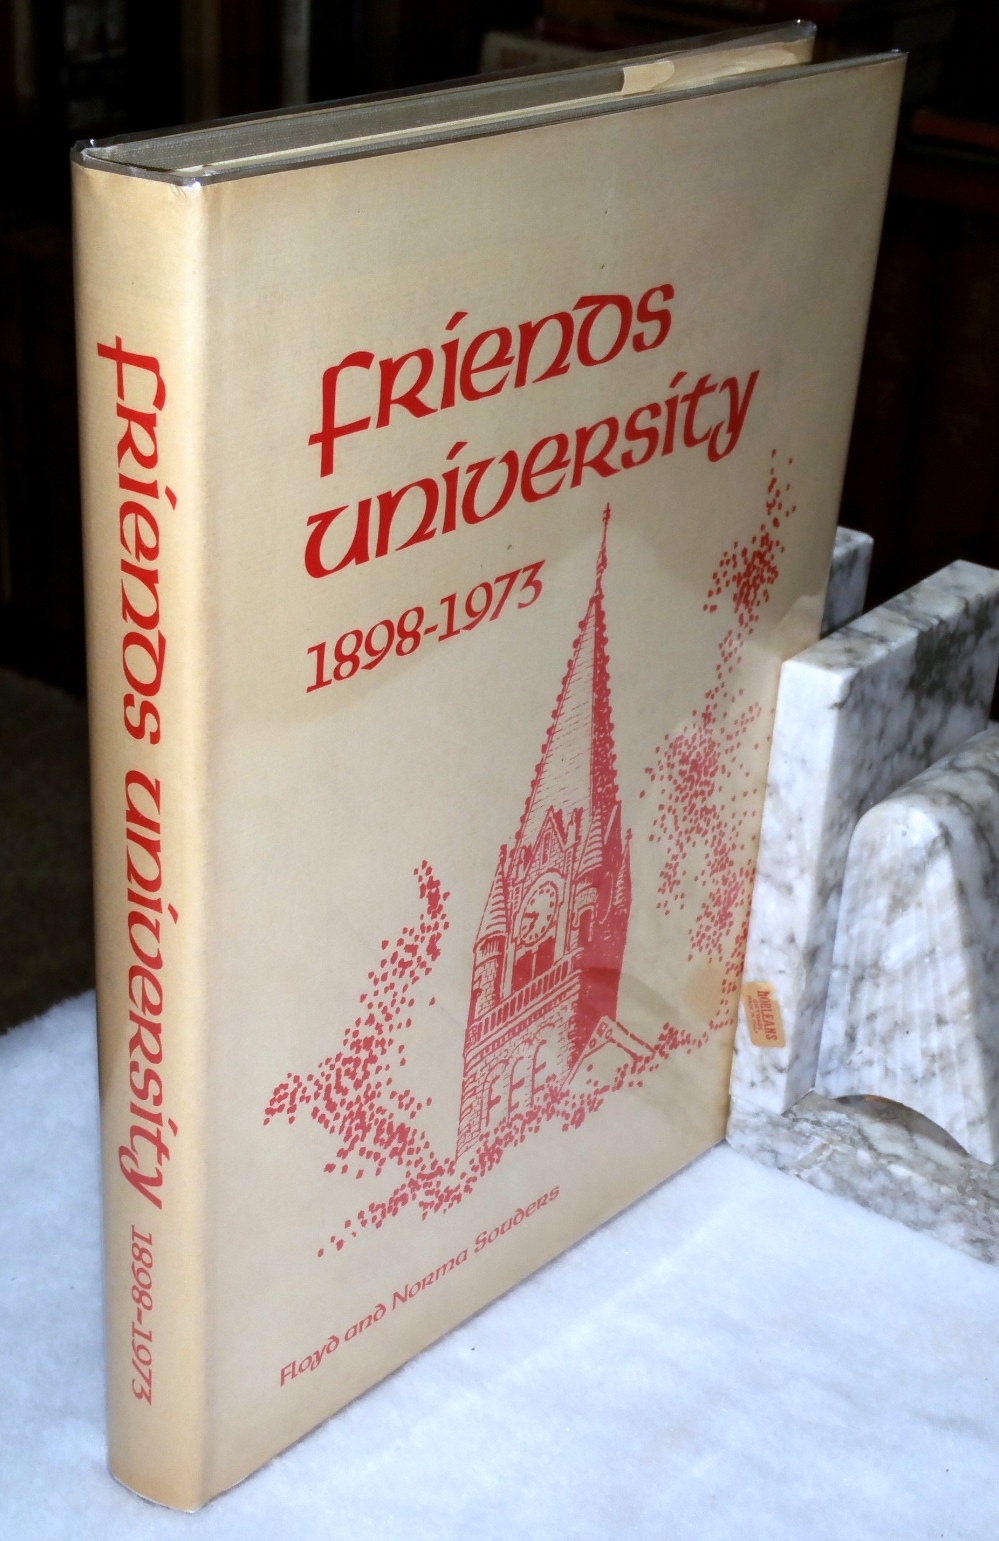 Friends
University
1898-1973
Floyd and Norma Souders
Friends University 1898-1973